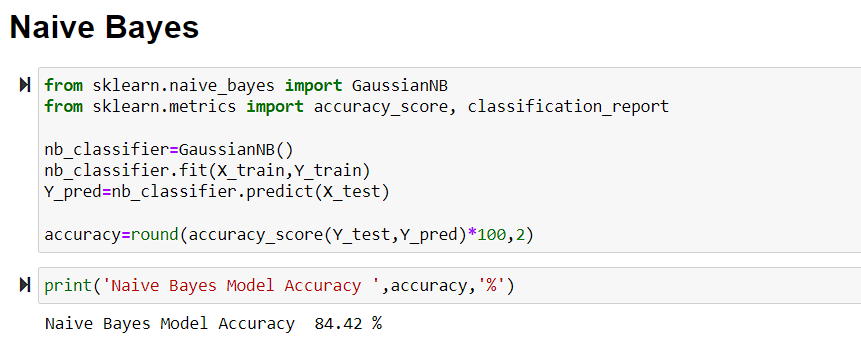 Naive Bayes
from sklearn.naive_bayes import GaussianNB
from sklearn.metrics import accuracy_score, classification_report
nb_classifier=GaussianNB()
nb_classifier.fit(X_train,Y_train)
Y_pred=nb_classifier.predict(X_test)
accuracy=round(accuracy_score(Y_test,Y_pred)*100,2)
print('Naive Bayes Model Accuracy ',accuracy,'%')
Naive Bayes Model Accuracy  84.42 %